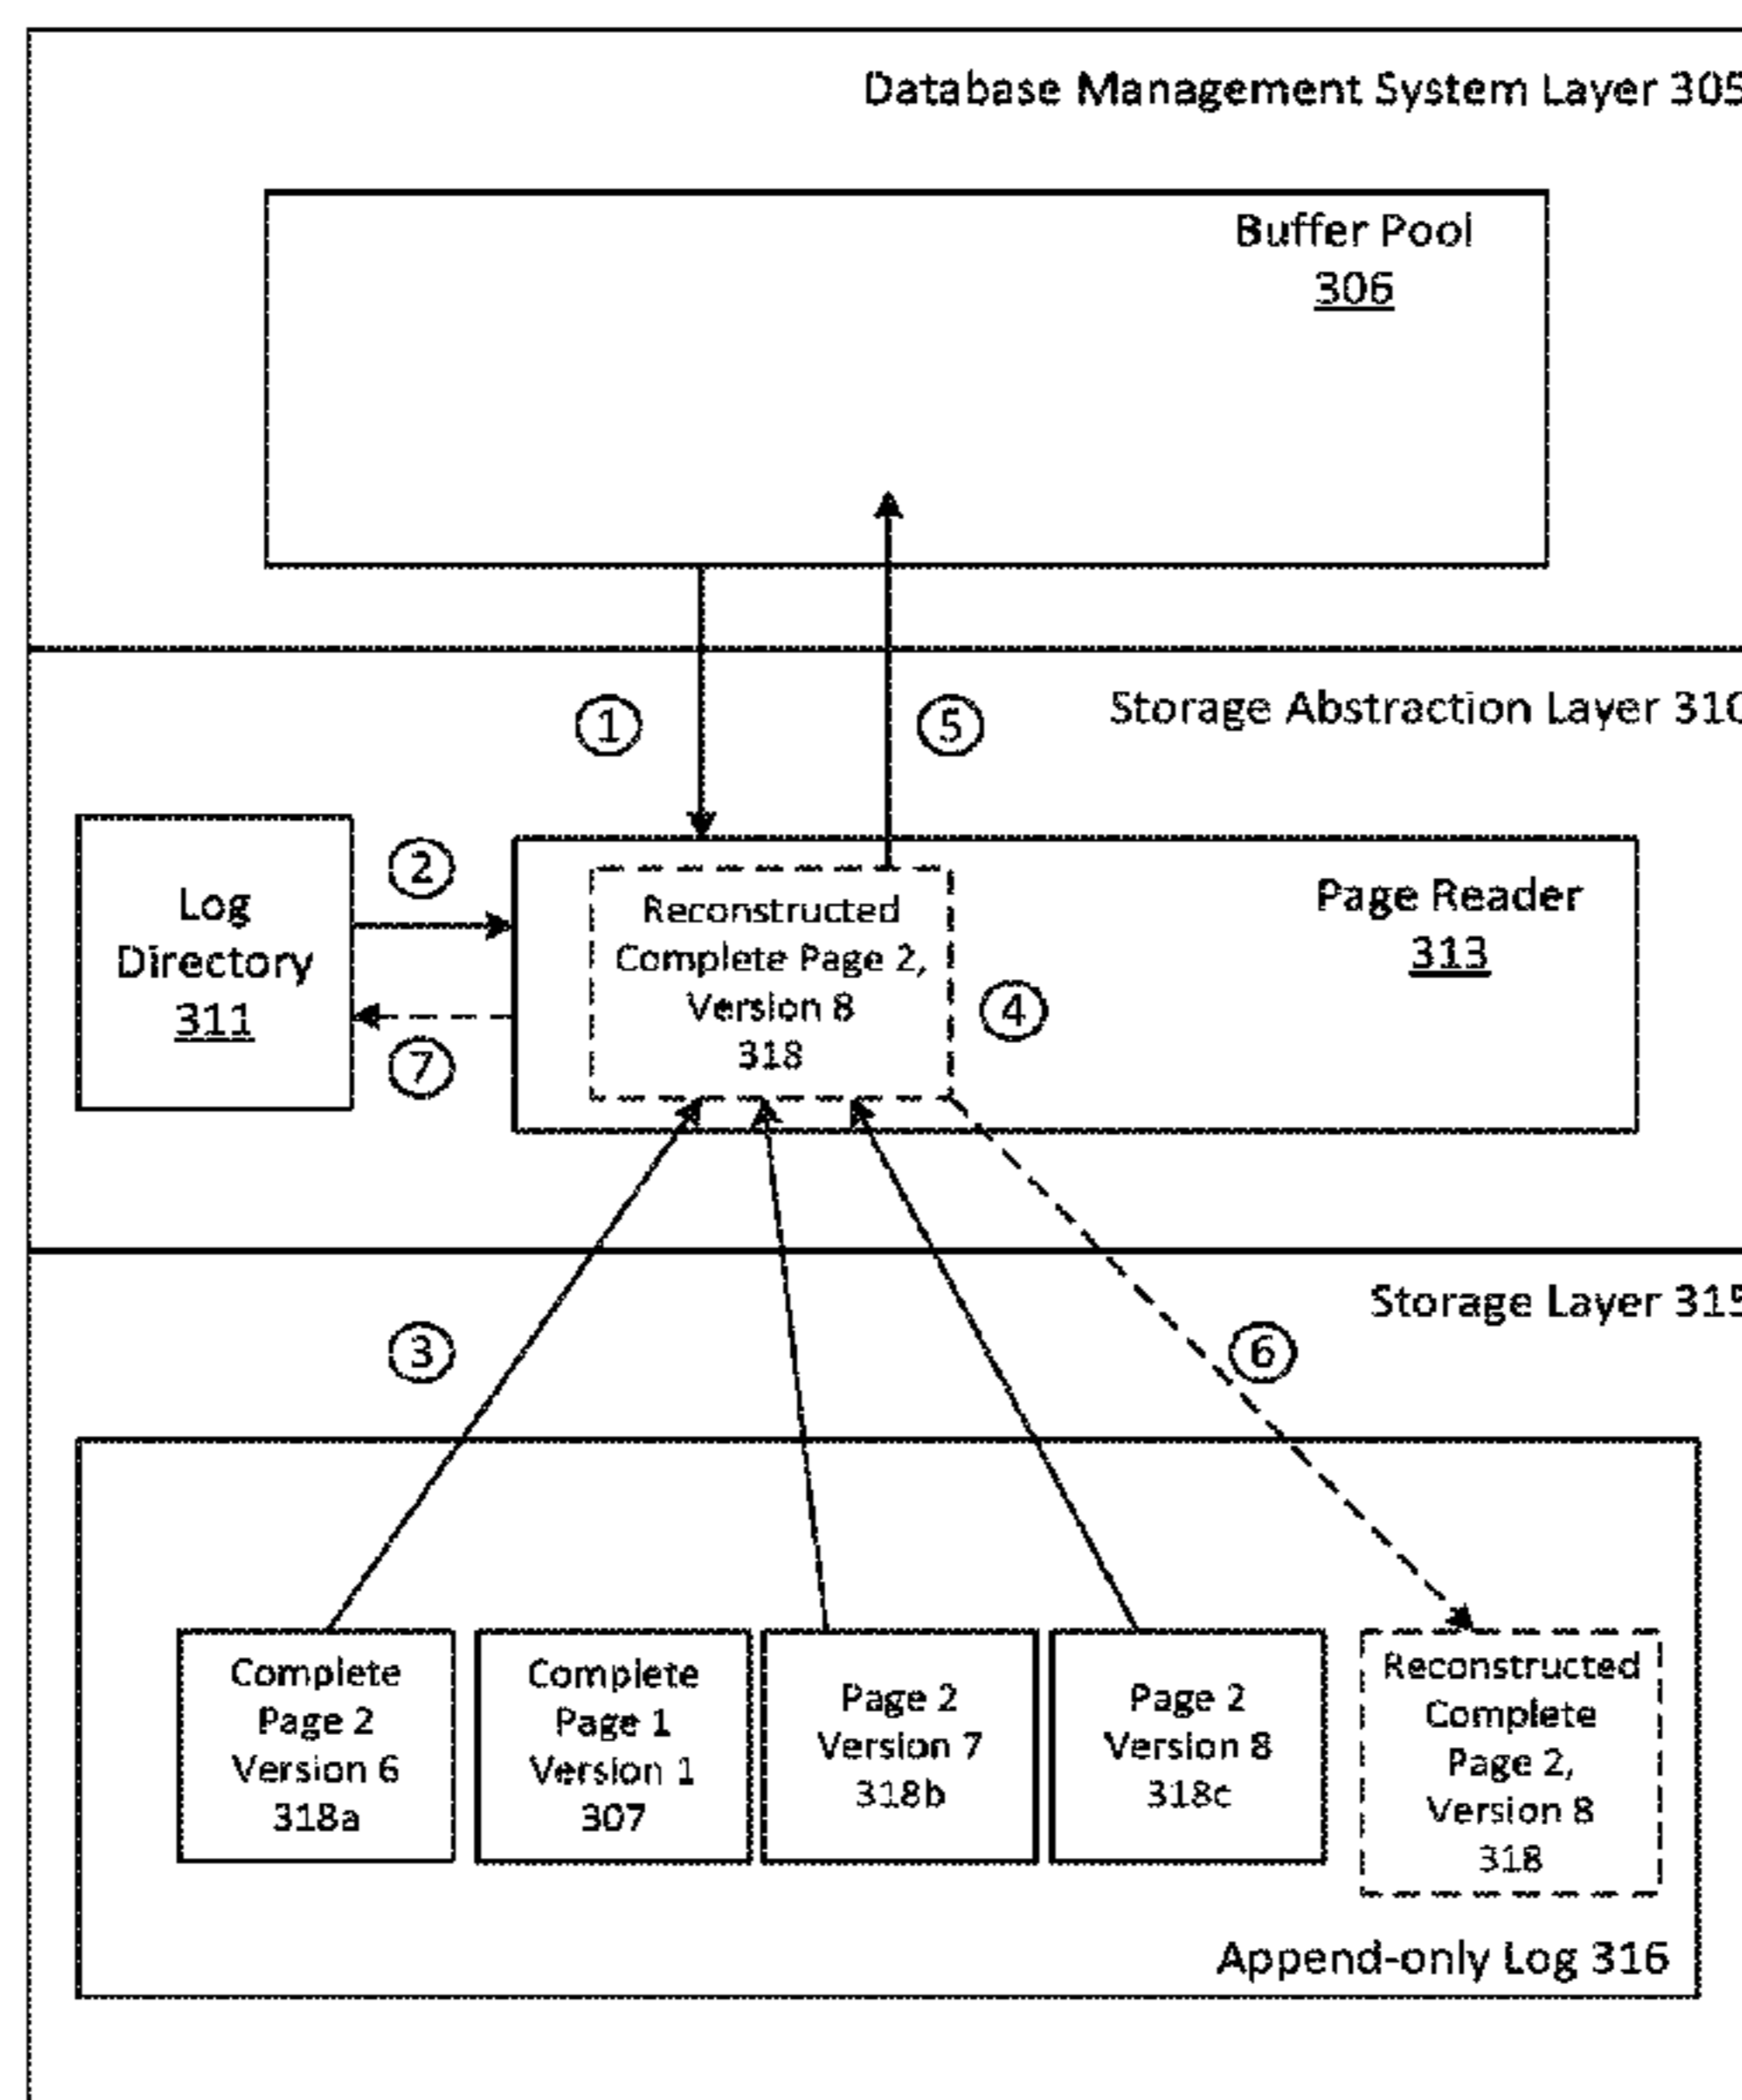 Database Management System Layer 305
Buffer Pool
306
Storage Abstraction Layer 310
1
5
2
Log
Directory
311
7
Reconstructed
Complete Page 2,
Version 8
318
4
Page Reader
313
Storage Layer 315
3
6
Complete
Page 2
Version 6
318a
Complete
Page 1
Version 1
307
Page 2
Version 7
318b
Page 2
Version 8
318c
Reconstructed
Complete
Page 2,
Version 8
318
Append-only Log 316